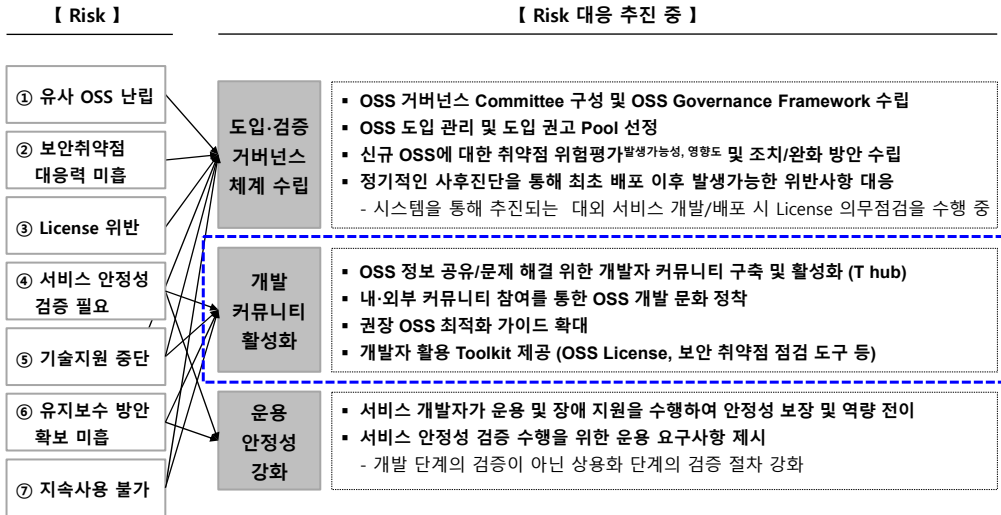 【 Risk 】
【 Risk 대응 추진 중 】
① 유사 OSS 난립
② 보안취약점
대응력 미흡
③ License 위반
④ 서비스 안정성
검증 필요
⑤ 기술지원 중단
⑥ 유지보수 방안
확보 미흡
⑦ 지속사용 불가
도입·검증
거버넌스
체계 수립
▪ OSS 거버넌스 Committee 구성 및 OSS Governance Framework 수립
▪ OSS 도입 관리 및 도입 권고 Pool 선정
▪ 신규 OSS에 대한 취약점 위험평가발생가능성, 영향도 및 조치/완화 방안 수립
▪ 정기적인 사후진단을 통해 최초 배포 이후 발생가능한 위반사항 대응
- 시스템을 통해 추진되는 대외 서비스 개발/배포 시 License 의무점검을 수행 중
개발
커뮤니티
활성화
▪ OSS 정보 공유/문제 해결 위한 개발자 커뮤니티 구축 및 활성화 (T hub)
▪ 내·외부 커뮤니티 참여를 통한 OSS 개발 문화 정착
▪ 권장 OSS 최적화 가이드 확대
▪ 개발자 활용 Toolkit 제공 (OSS License, 보안 취약점 점검 도구 등)
운용
안정성
강화
▪ 서비스 개발자가 운용 및 장애 지원을 수행하여 안정성 보장 및 역량 전이
▪ 서비스 안정성 검증 수행을 위한 운용 요구사항 제시
- 개발 단계의 검증이 아닌 상용화 단계의 검증 절차 강화